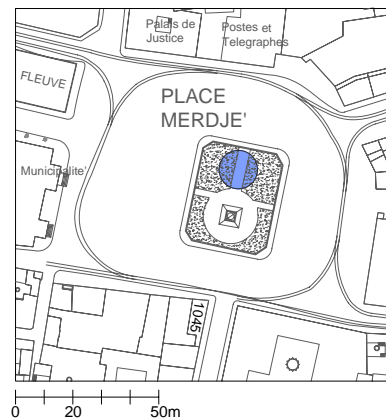 Palais de
Justice
Postes et
Telegraphes
FLEUVE
PLACE
MERDJE'
Municipalite'
1045
0 20 50m